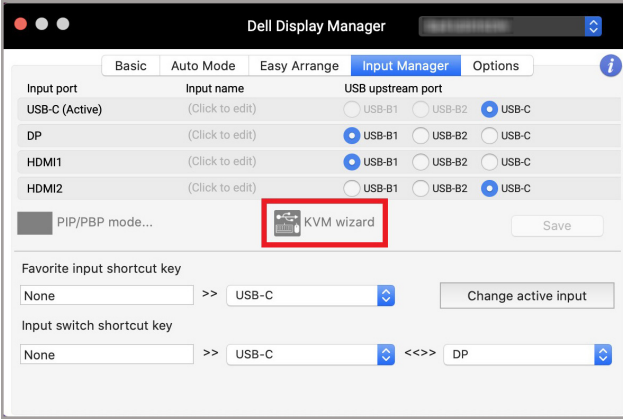 Dell Display Manager
Basic Auto Mode Easy Arrange Input Manager Options i
Input port Input name USB upstream port
USB-C (Active) (Click to edit) USB-B1 USB-B2 USB-C
DP (Click to edit) USB-B1 USB-B2 USB-C
HDMI1 (Click to edit) USB-B1 USB-B2 USB-C
HDMI2 (Click to edit) USB-B1 USB-B2 USB-C
PIP/PBP mode... KVM wizard Save
Favorite input shortcut key
None >> USB-C Change active input
Input switch shortcut key
None >> USB-C <<>> DP